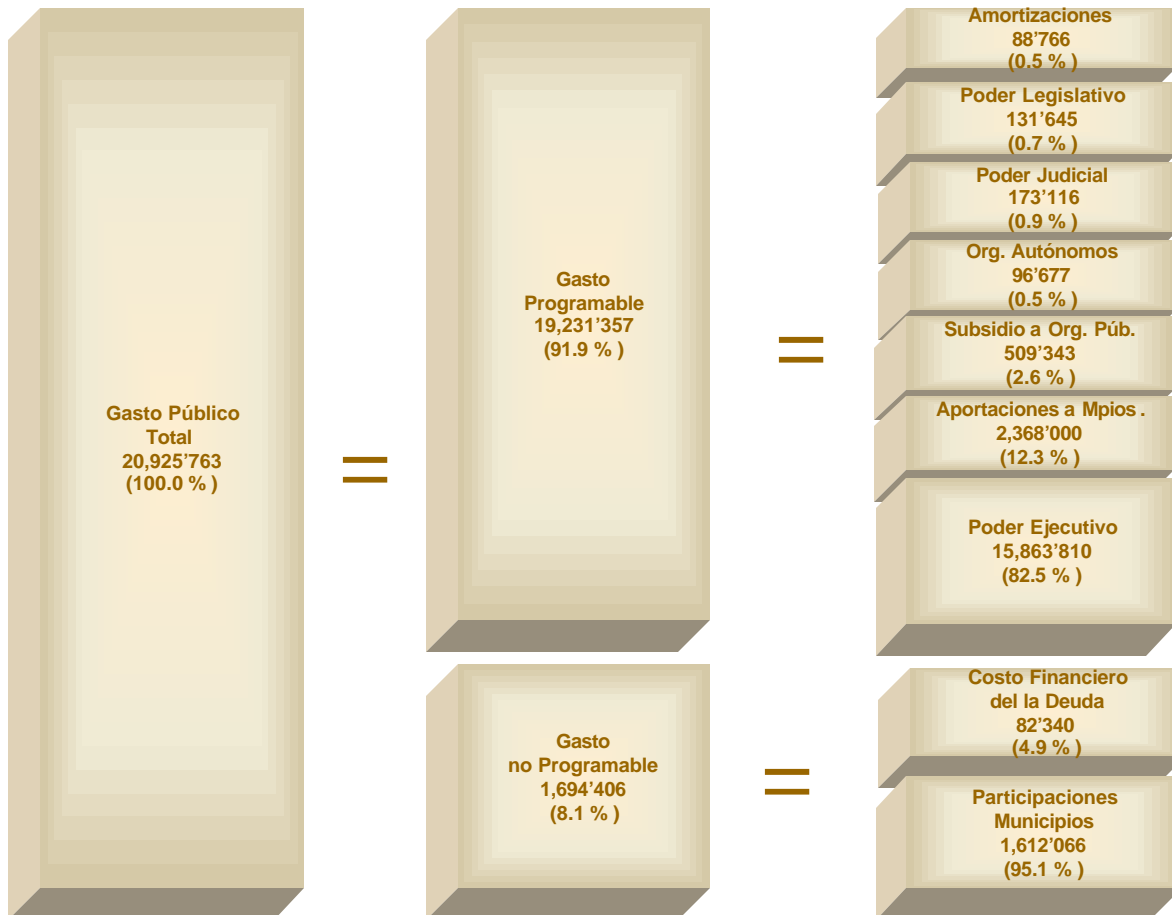 Gasto Público
Total
20,925’763
(100.0 % )
=
Gasto
Programable
19,231’357
(91.9 % )
=
Amortizaciones
88’766
(0.5 % )
Poder Legislativo
131’645
(0.7 % )
Poder Judicial
173’116
(0.9 % )
Org. Autónomos
96’677
(0.5 % )
Subsidio a Org. Púb.
509’343
(2.6 % )
Aportaciones a Mpios .
2,368’000
(12.3 % )
Poder Ejecutivo
15,863’810
(82.5 % )
Gasto
no Programable
1,694’406
(8.1 % )
=
Costo Financiero
del la Deuda
82’340
(4.9 % )
Participaciones
Municipios
1,612’066
(95.1 % )